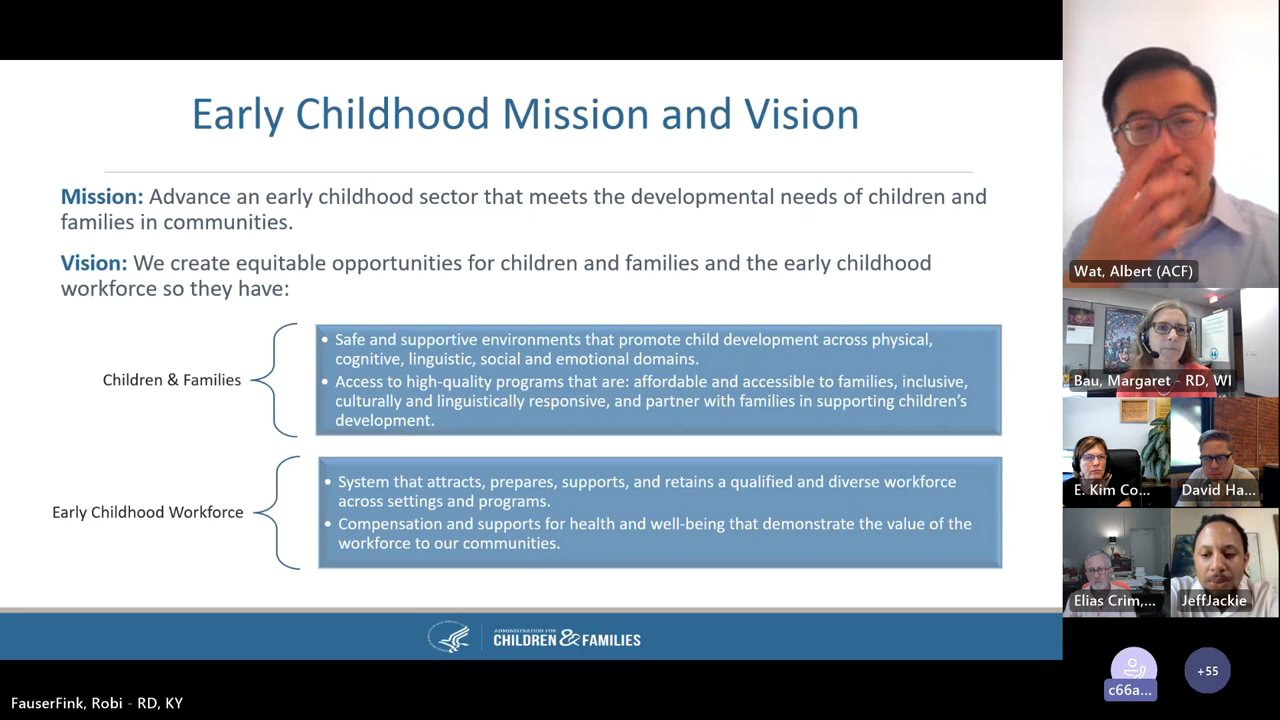 Early Childhood Mission and Vision
Mission: Advance an early childhood sector that meets the developmental needs of children and
families in communities.
Vision: We create equitable opportunities for children and families and the early childhood
workforce so they have:
Children & Families
• Safe and supportive environments that promote child development across physical,
cognitive, linguistic, social and emotional domains.
• Access to high-quality programs that are: affordable and accessible to families, inclusive,
culturally and linguistically responsive, and partner with families in supporting children's
development.
Early Childhood Workforce
• System that attracts, prepares, supports, and retains a qualified and diverse workforce
across settings and programs.
• Compensation and supports for health and well-being that demonstrate the value of the
workforce to our communities.
ADMINISTRATION FOR
CHILDREN & FAMILIES
FauserFink, Robi - RD, KY
Wat, Albert (ACF)
Bau, Margaret - RD, WI
E. Kim Co...
David Ha...
Elias Crim,...
JeffJackie
c66a...
+55